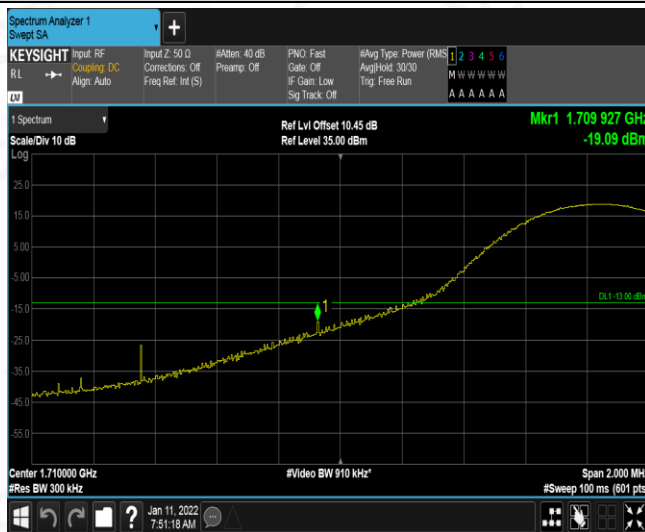 Spectrum Analyzer 1
Swept SA
+
KEYSIGHT
RL
LXI
Input: RF
Coupling: DC
Align: Auto
Input Z: 50 Ω
Corrections: Off
Freq Ref: Int (S)
#Atten: 40 dB
Preamp: Off
PNO: Fast
Gate: Off
IF Gain: Low
Sig Track: Off
#Avg Type: Power (RMS
Avg|Hold: 30/30
Trig: Free Run
1 2 3 4 5 6
M W W W W W
A A A A A A
1 Spectrum
Scale/Div 10 dB
Log
Ref Lvl Offset 10.45 dB
Ref Level 35.00 dBm
Mkr1 1.709 927 GHz
-19.09 dBm
25.0
15.0
5.00
-5.00
-15.0
-25.0
-35.0
-45.0
-55.0
1
DL1 -13.00 dBm
Center 1.710000 GHz
#Res BW 300 kHz
#Video BW 910 kHz*
Span 2.000 MHz
#Sweep 100 ms (601 pts
?
Jan 11, 2022
7:51:18 AM